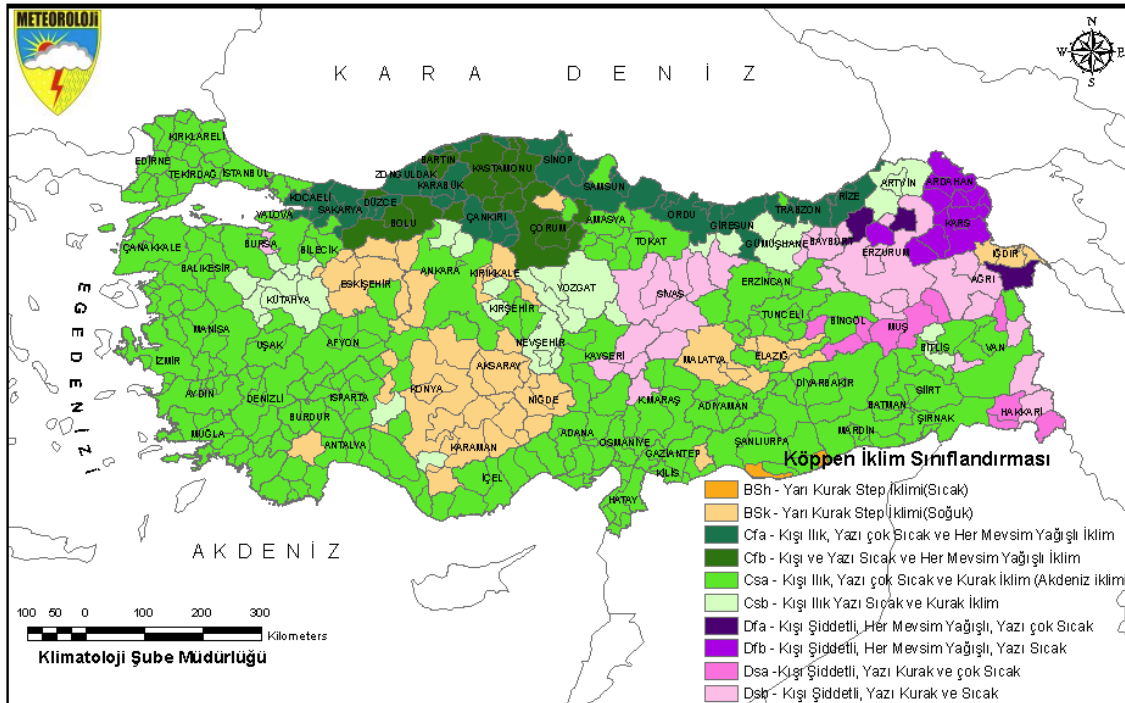 METEOROLOJİ
K A R A D E N İ Z
N
W E
S
KIRKLARELİ
EDİRNE
TEKİRDAĞ
İSTANBUL
KOCAELİ
YALOVA
SAKARYA
DÜZCE
ZONGULDAK
BARTIN
KARABÜK
KASTAMONU
SİNOP
SAMSUN
ÇANKIRI
BOLU
ÇORUM
AMASYA
TOKAT
ORDU
GİRESUN
TRABZON
RİZE
ARTVİN
ARDAHAN
KARS
GÜMÜŞHANE
BAYBURT
ERZURUM
IĞDIR
AĞRI
ÇANAKKALE
BURSA
BİLECİK
BALIKESİR
ESKİŞEHİR
ANKARA
KIRIKKALE
YOZGAT
SİVAS
ERZİNCAN
TUNCELİ
BİNGÖL
MUŞ
BİTLİS
VAN
KÜTAHYA
KIRŞEHİR
NEVŞEHİR
KAYSERİ
MALATYA
ELAZIĞ
DİYARBAKIR
MANİSA
UŞAK
AFYON
İZMİR
AKSARAY
KONYA
NİĞDE
K.MARAŞ
ADIYAMAN
BATMAN
SİİRT
ŞIRNAK
HAKKARİ
AYDIN
DENİZLİ
ISPARTA
BURDUR
MUĞLA
ANTALYA
KARAMAN
İÇEL
ADANA
OSMANİYE
GAZİANTEP
KİLİS
ŞANLIURFA
MARDİN
HATAY
E G E D E N İ Z İ
A K D E N İ Z
100 50 0 100 200 300
Kilometers
Klimatoloji Şube Müdürlüğü
Köppen İklim Sınıflandırması
BSh - Yarı Kurak Step İklimi(Sıcak)
BSk - Yarı Kurak Step İklimi(Soğuk)
Cfa - Kışı Ilık, Yazı çok Sıcak ve Her Mevsim Yağışlı İklim
Cfb - Kışı ve Yazı Sıcak ve Her Mevsim Yağışlı İklim
Csa - Kışı Ilık, Yazı çok Sıcak ve Kurak İklim (Akdeniz iklimi
Csb - Kışı Ilık Yazı Sıcak ve Kurak İklim
Dfa - Kışı Şiddetli, Her Mevsim Yağışlı, Yazı çok Sıcak
Dfb - Kışı Şiddetli, Her Mevsim Yağışlı, Yazı Sıcak
Dsa -Kışı Şiddetli, Yazı Kurak ve çok Sıcak
Dsb - Kışı Şiddetli, Yazı Kurak ve Sıcak